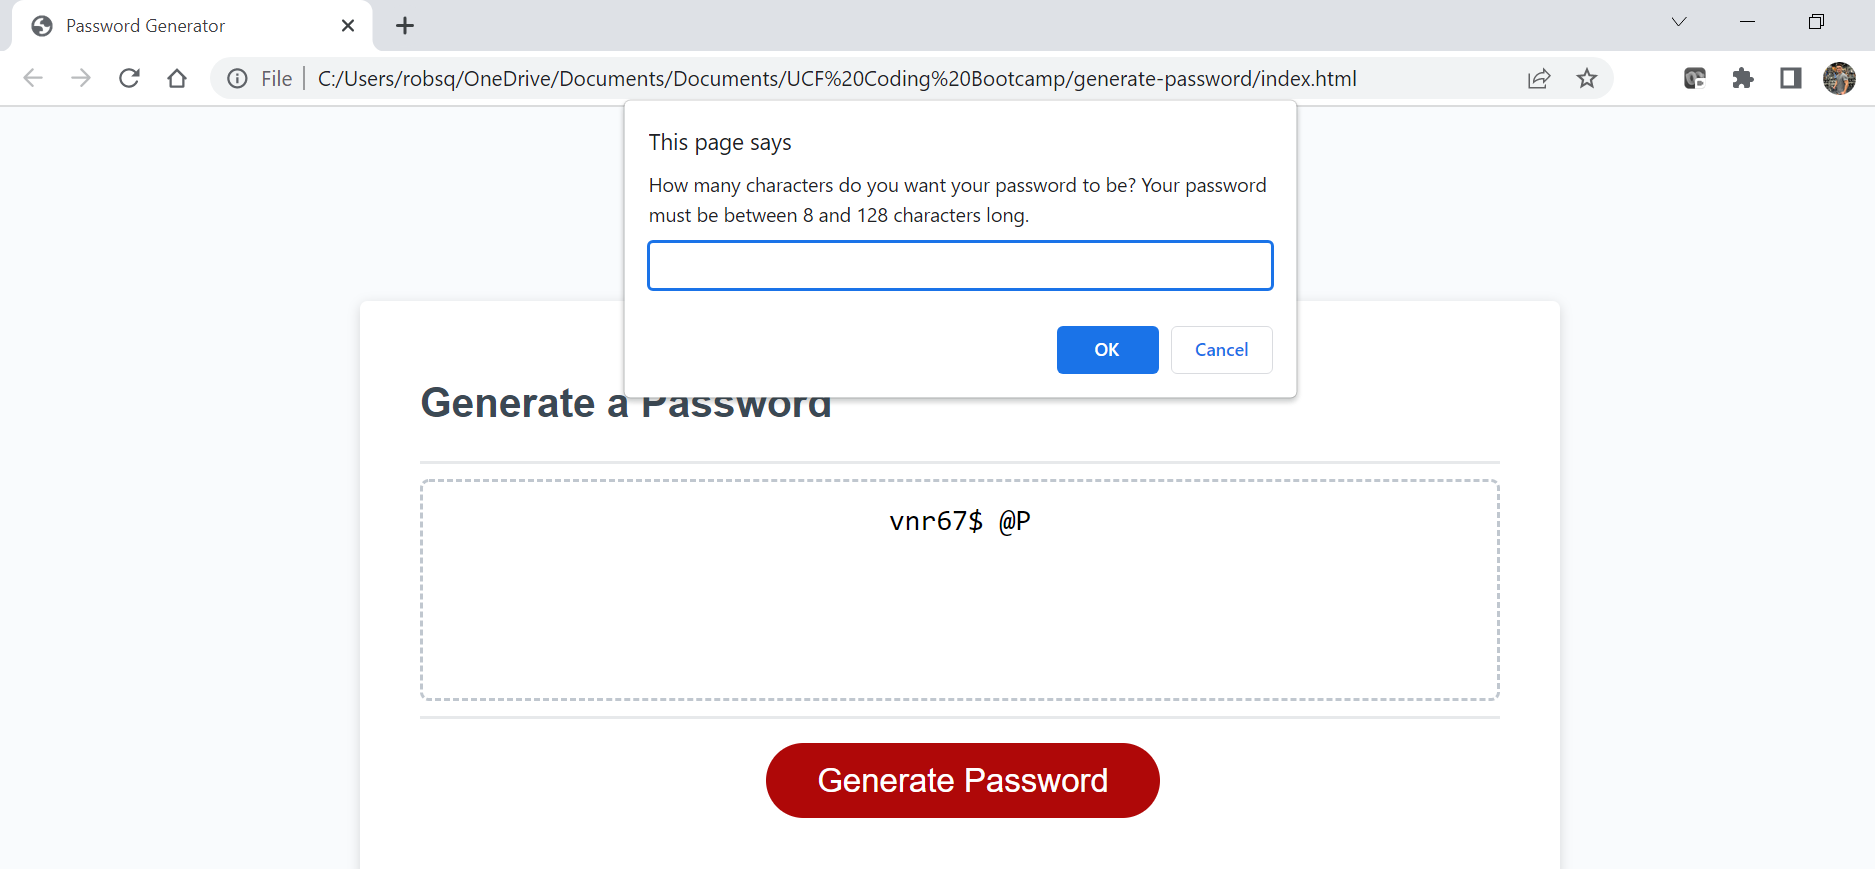 Password Generator
File
C:/Users/robsq/OneDrive/Documents/Documents/UCF%20Coding%20Bootcamp/generate-password/index.html
This page says
How many characters do you want your password to be? Your password
must be between 8 and 128 characters long.
OK
Cancel
Generate a Password
vnr67$ @P
Generate Password